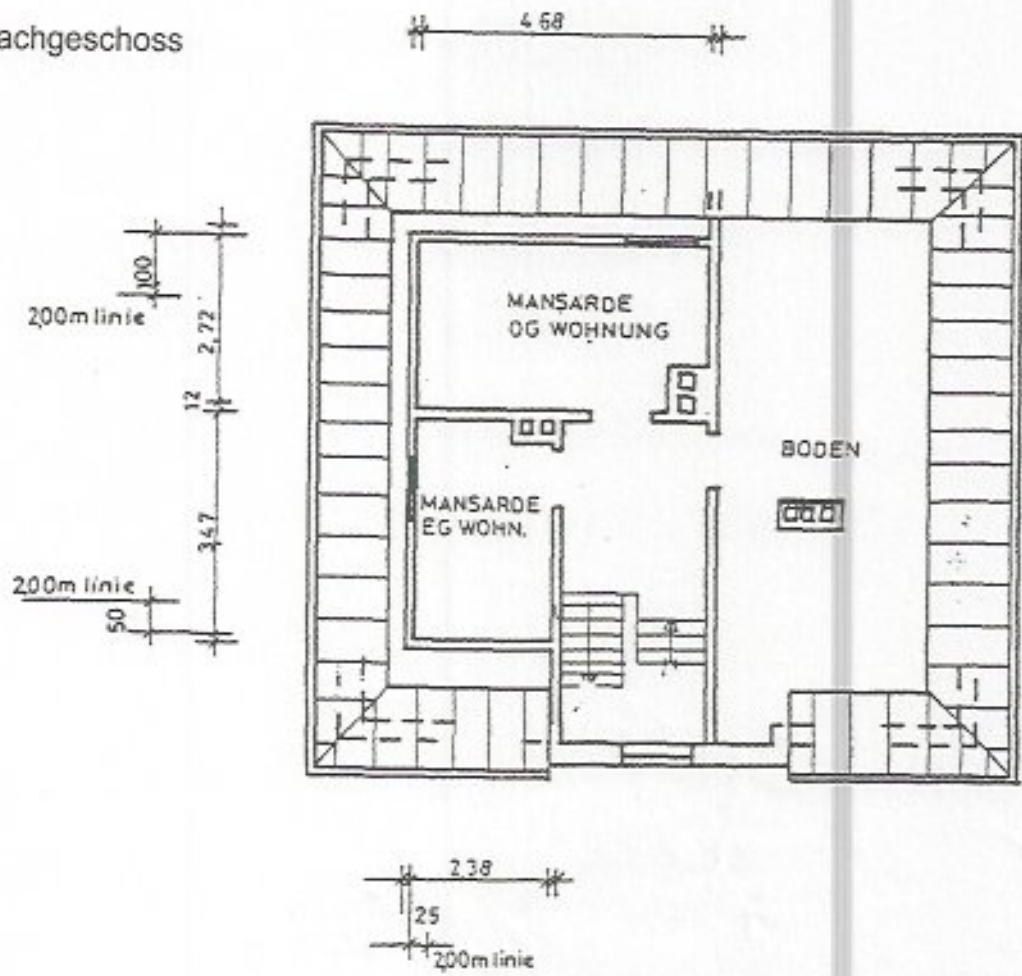 achgeschoss
4.68
100
2,00m linie
2,72
12
MANSARDE
OG WOHNUNG
BODEN
MANSARDE
EG WOHN.
3.47
2.00m linie
50
2.38
25
2,00m linie